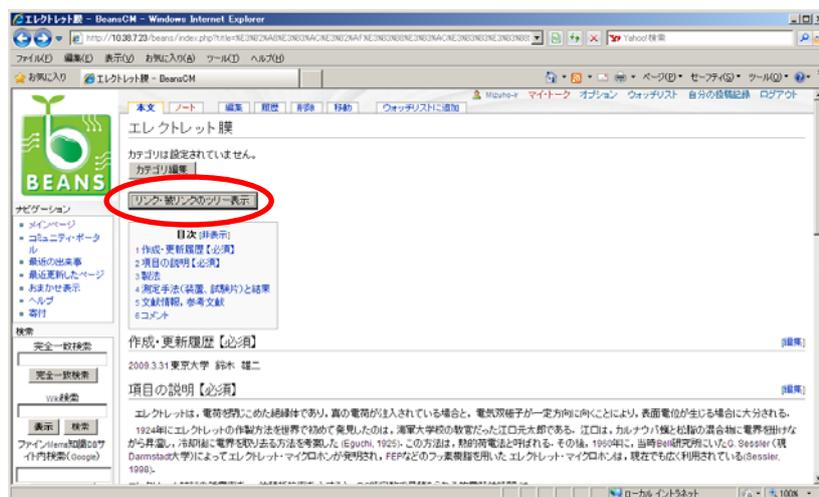 エレクトレット膜 - BeansCM - Windows Internet Explorer
Yahoo! 検索
ファイル(F) 編集(E) 表示(V) お気に入り(A) ツール(T) ヘルプ(H)
お気に入り エレクトレット膜 - BeansCM ページ(P) セーフティ(S) ツール(O)
マイ・トーク オプション ウォッチリスト 自分の投稿記録 ログアウト
本文 ノート 編集 履歴 削除 移動 ウォッチリストに追加
エレクトレット膜
カテゴリは設定されていません。
カテゴリ編集
BEANS
リンク・被リンクのツリー表示
ナビゲーション
メインページ
コミュニティ・ポータル
最近の出来事
最近更新したページ
おまかせ表示
ヘルプ
寄付
目次 [非表示]
1 作成・更新履歴【必須】
2 項目の説明【必須】
3 製法
4 測定手法(装置、試験片)と結果
5 文献情報, 参考文献
6 コメント
検索
完全一致検索
完全一致検索
Wiki検索
表示 検索
ファインMems知識DBサイト内検索(Google)
作成・更新履歴【必須】 [編集]
2009.3.31 東京大学 鈴木 雄二
項目の説明【必須】 [編集]
エレクトレットは，電荷を閉じこめた絶縁体であり，真の電荷が注入されている場合と，電気双極子が一定方向に向くことにより，表面電位が生じる場合に大分される．
1924年にエレクトレットの作製方法を世界で初めて発見したのは，海軍大学校の教官だった江口元太郎である．江口は，カルナウバ蝋と松脂の混合物に電界を掛けながら昇温し，冷却後に電界を取り去る方法を考案した (Eguchi, 1925)．この方法は，熱的荷電法と呼ばれる．その後，1960年に，当時Bell研究所にいたG. Sessler (現
Darmstadt大学)によってエレクトレット・マイクロホンが発明され，FEPなどのフッ素樹脂を用いたエレクトレット・マイクロホンは，現在でも広く利用されている(Sessler,
1998)．
ローカル イントラネット 100%